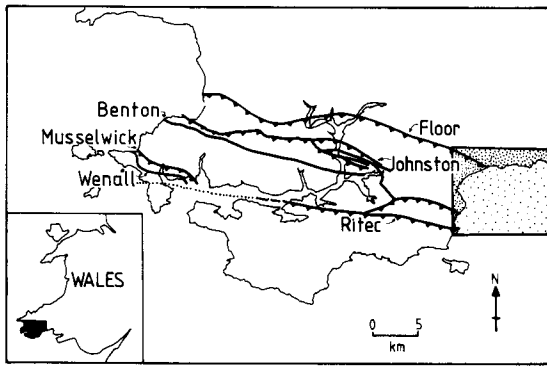 Benton
Floor
Musselwick
Johnston
Wenall
Ritec
WALES
N
0 5
km